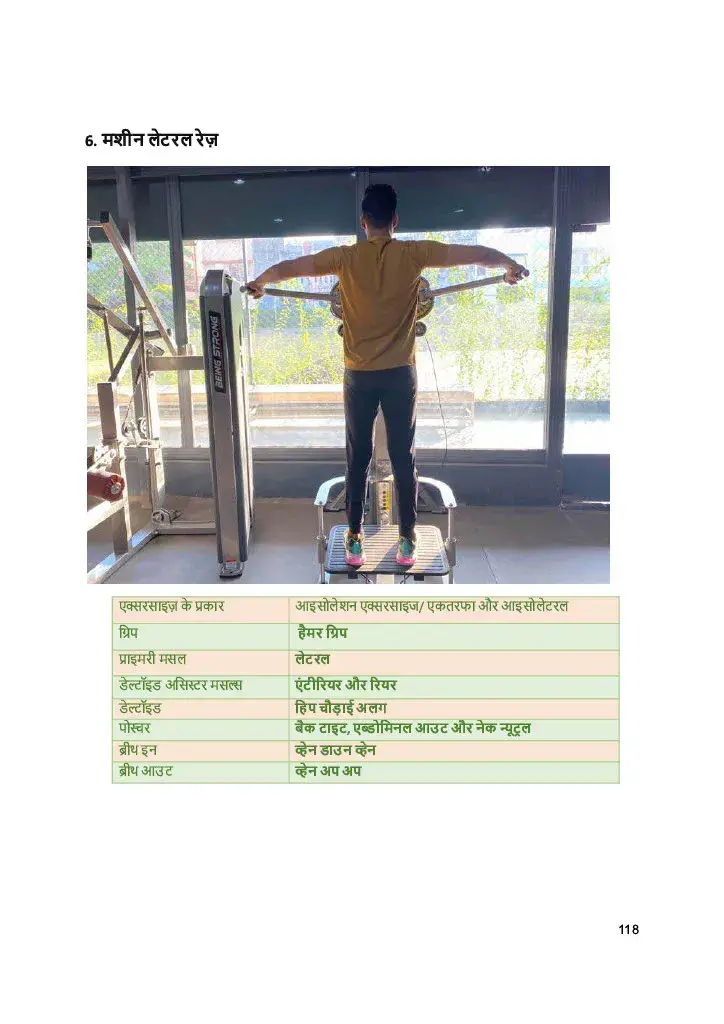 6. मशीन लेटरल रेज़
BEING STRONG
एक्सरसाइज़ के प्रकार आइसोलेशन एक्सरसाइज/ एकतरफा और आइसोलेटरल
ग्रिप हैमर ग्रिप
प्राइमरी मसल लेटरल
डेल्टॉइड असिस्टर मसल्स एंटीरियर और रियर
डेल्टॉइड हिप चौड़ाई अलग
पोस्चर बैक टाइट, एब्डोमिनल आउट और नेक न्यूट्रल
ब्रीथ इन व्हेन डाउन व्हेन
ब्रीथ आउट व्हेन अप अप
118